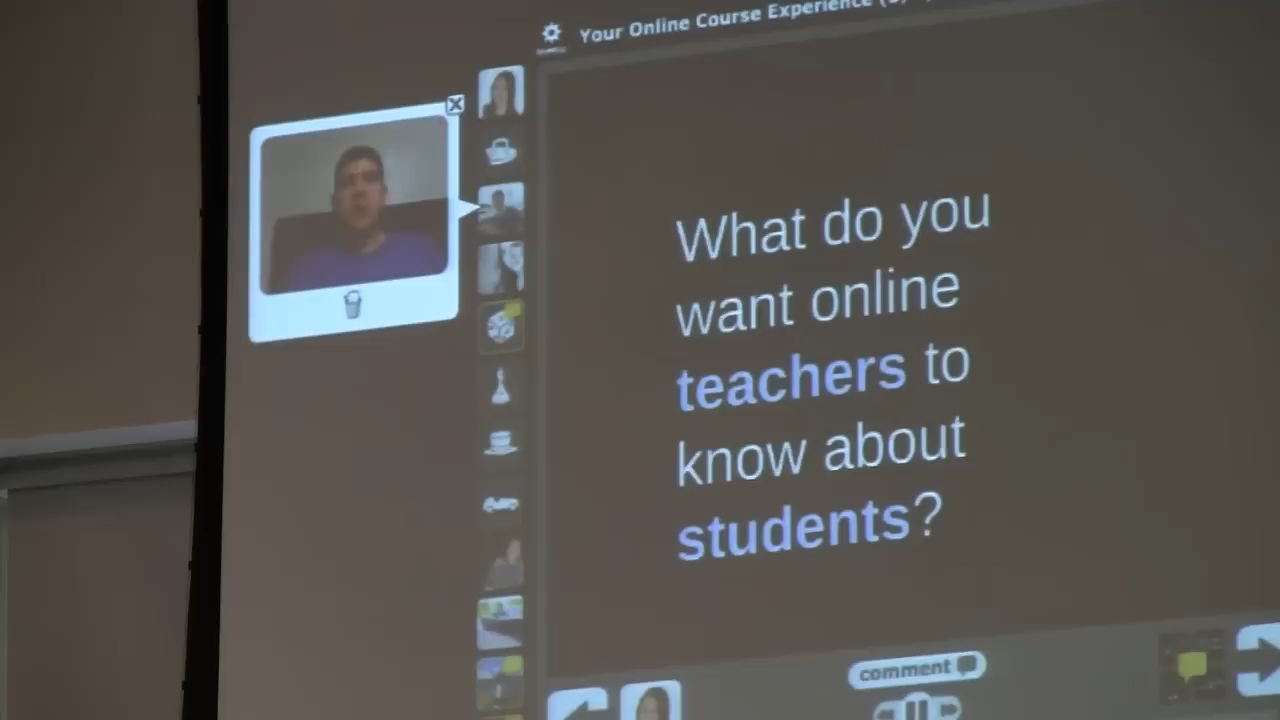 Your Online Course Experience
What do you
want online
teachers to
know about
students?
comment